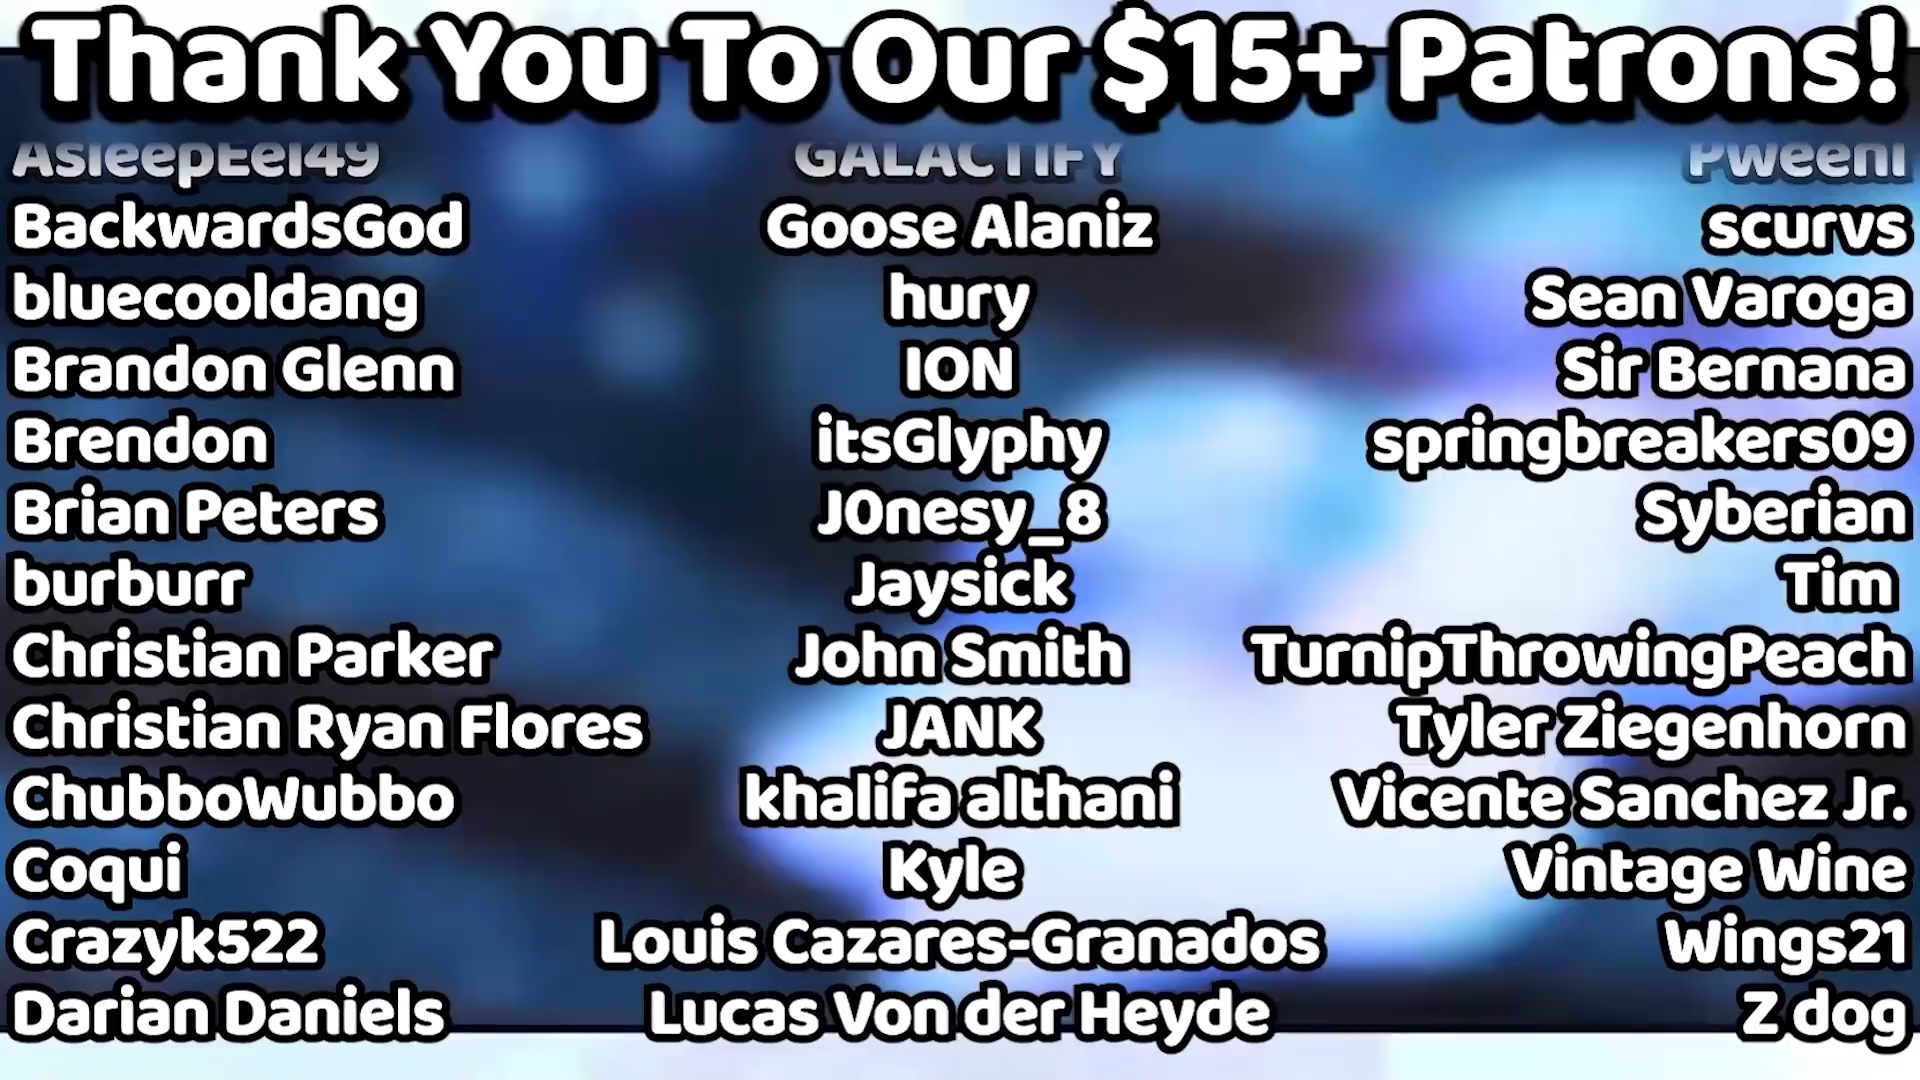 Thank You To Our $15+ Patrons!
AsleepEel49 GALACTIFY Pweeni
BackwardsGod Goose Alaniz scurvs
bluecooldang hury Sean Varoga
Brandon Glenn ION Sir Bernana
Brendon itsGlyphy springbreakers09
Brian Peters J0nesy_8 Syberian
burburr Jaysick Tim
Christian Parker John Smith TurnipThrowingPeach
Christian Ryan Flores JANK Tyler Ziegenhorn
ChubboWubbo khalifa althani Vicente Sanchez Jr.
Coqui Kyle Vintage Wine
Crazyk522 Louis Cazares-Granados Wings21
Darian Daniels Lucas Von der Heyde Z dog